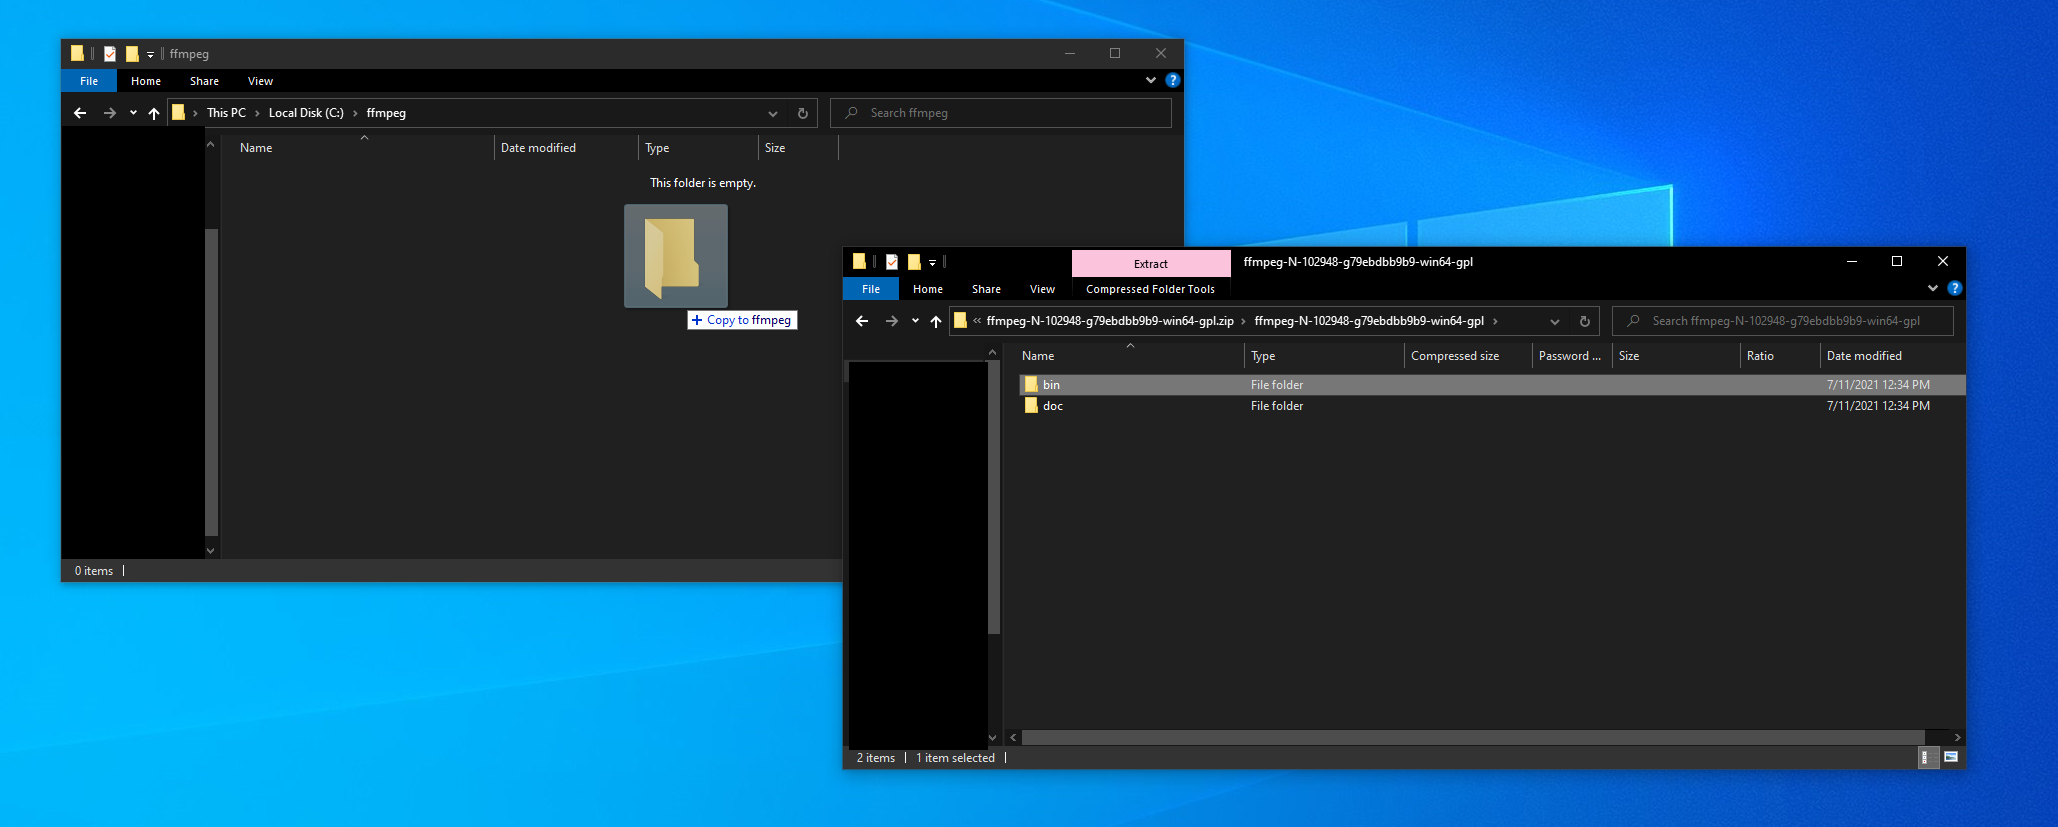 ffmpeg
File Home Share View
This PC Local Disk (C:) ffmpeg
Search ffmpeg
Name Date modified Type Size
This folder is empty.
Copy to ffmpeg
0 items
Extract ffmpeg-N-102948-g79ebdbb9b9-win64-gpl
File Home Share View Compressed Folder Tools
ffmpeg-N-102948-g79ebdbb9b9-win64-gpl.zip ffmpeg-N-102948-g79ebdbb9b9-win64-gpl
Search ffmpeg-N-102948-g79ebdbb9b9-win64-gpl
Name Type Compressed size Password ... Size Ratio Date modified
bin File folder 7/11/2021 12:34 PM
doc File folder 7/11/2021 12:34 PM
2 items 1 item selected